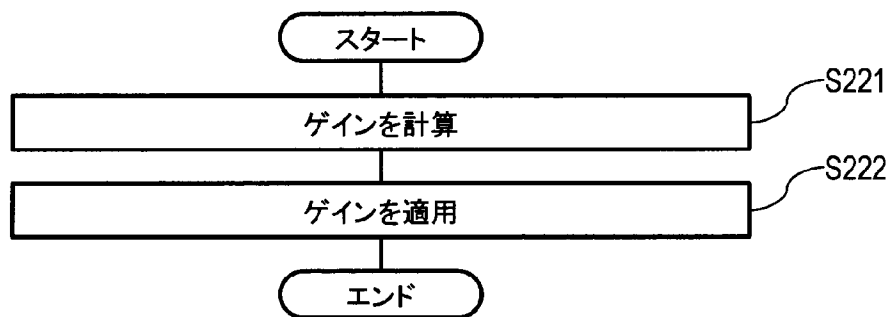 スタート
ゲインを計算
S221
ゲインを適用
S222
エンド